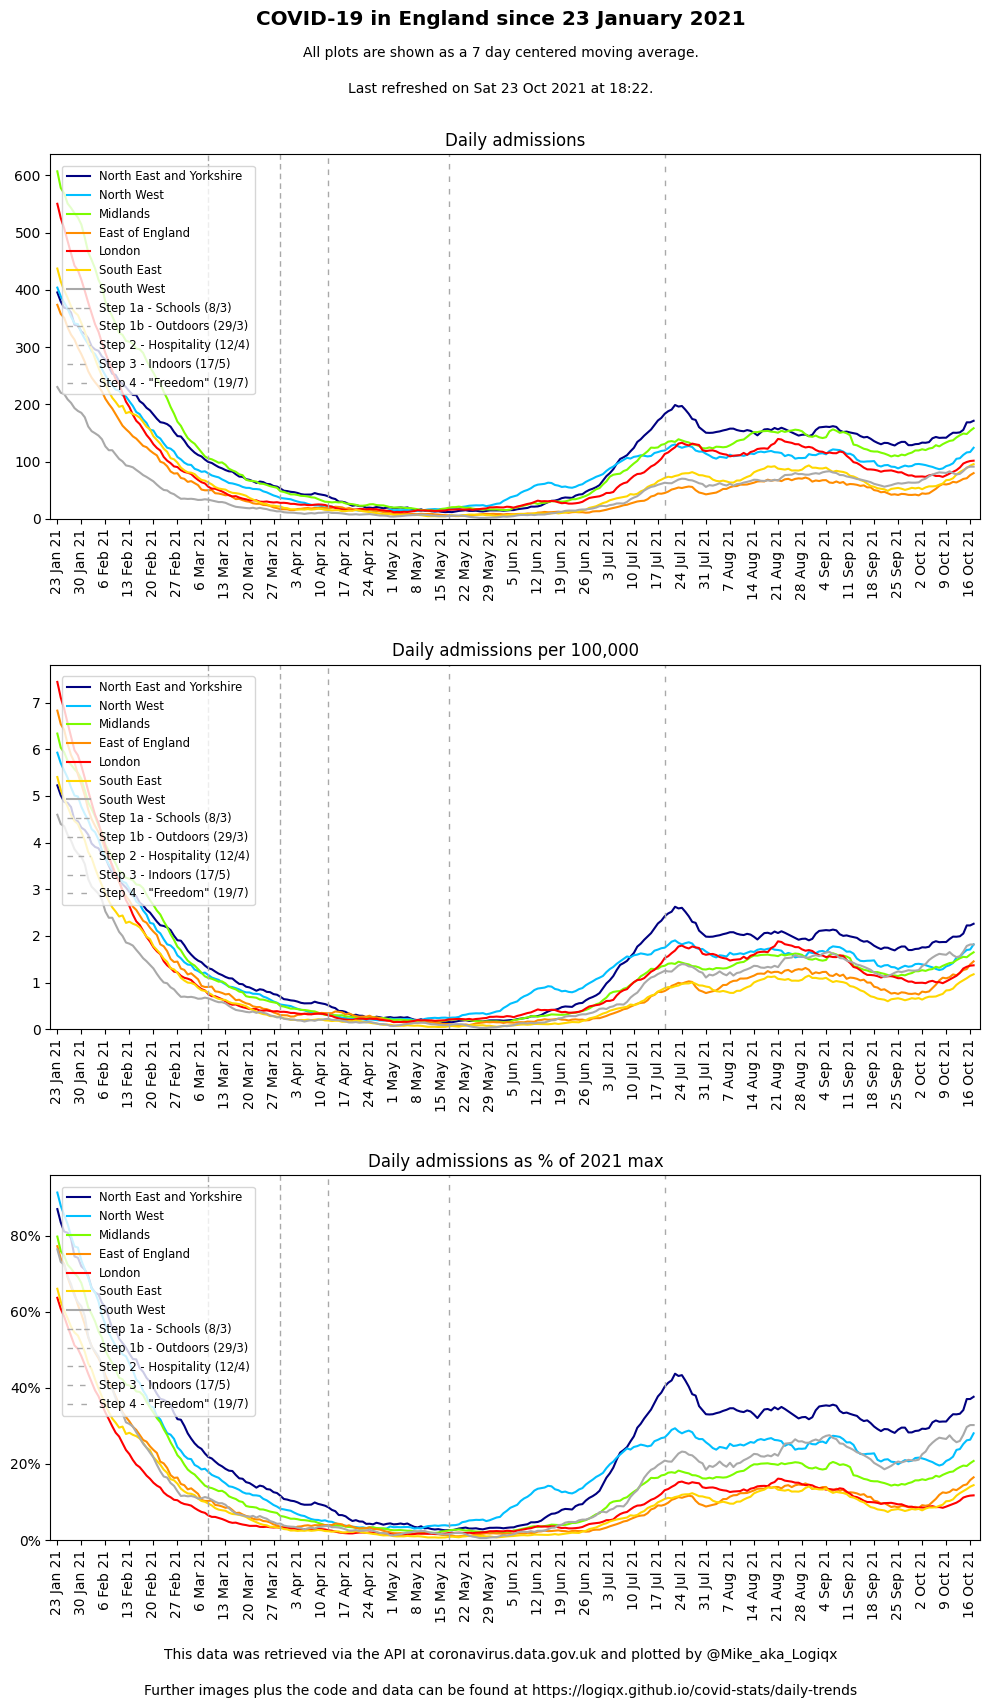 COVID-19 in England since 23 January 2021
All plots are shown as a 7 day centered moving average.
Last refreshed on Sat 23 Oct 2021 at 18:22.
Daily admissions
600
500
400
300
200
100
0
North East and Yorkshire
North West
Midlands
East of England
London
South East
South West
Step 1a - Schools (8/3)
Step 1b - Outdoors (29/3)
Step 2 - Hospitality (12/4)
Step 3 - Indoors (17/5)
Step 4 - "Freedom" (19/7)
23 Jan 21
30 Jan 21
6 Feb 21
13 Feb 21
20 Feb 21
27 Feb 21
6 Mar 21
13 Mar 21
20 Mar 21
27 Mar 21
3 Apr 21
10 Apr 21
17 Apr 21
24 Apr 21
1 May 21
8 May 21
15 May 21
22 May 21
29 May 21
5 Jun 21
12 Jun 21
19 Jun 21
26 Jun 21
3 Jul 21
10 Jul 21
17 Jul 21
24 Jul 21
31 Jul 21
7 Aug 21
14 Aug 21
21 Aug 21
28 Aug 21
4 Sep 21
11 Sep 21
18 Sep 21
25 Sep 21
2 Oct 21
9 Oct 21
16 Oct 21
Daily admissions per 100,000
7
6
5
4
3
2
1
0
North East and Yorkshire
North West
Midlands
East of England
London
South East
South West
Step 1a - Schools (8/3)
Step 1b - Outdoors (29/3)
Step 2 - Hospitality (12/4)
Step 3 - Indoors (17/5)
Step 4 - "Freedom" (19/7)
23 Jan 21
30 Jan 21
6 Feb 21
13 Feb 21
20 Feb 21
27 Feb 21
6 Mar 21
13 Mar 21
20 Mar 21
27 Mar 21
3 Apr 21
10 Apr 21
17 Apr 21
24 Apr 21
1 May 21
8 May 21
15 May 21
22 May 21
29 May 21
5 Jun 21
12 Jun 21
19 Jun 21
26 Jun 21
3 Jul 21
10 Jul 21
17 Jul 21
24 Jul 21
31 Jul 21
7 Aug 21
14 Aug 21
21 Aug 21
28 Aug 21
4 Sep 21
11 Sep 21
18 Sep 21
25 Sep 21
2 Oct 21
9 Oct 21
16 Oct 21
Daily admissions as % of 2021 max
80%
60%
40%
20%
0%
North East and Yorkshire
North West
Midlands
East of England
London
South East
South West
Step 1a - Schools (8/3)
Step 1b - Outdoors (29/3)
Step 2 - Hospitality (12/4)
Step 3 - Indoors (17/5)
Step 4 - "Freedom" (19/7)
23 Jan 21
30 Jan 21
6 Feb 21
13 Feb 21
20 Feb 21
27 Feb 21
6 Mar 21
13 Mar 21
20 Mar 21
27 Mar 21
3 Apr 21
10 Apr 21
17 Apr 21
24 Apr 21
1 May 21
8 May 21
15 May 21
22 May 21
29 May 21
5 Jun 21
12 Jun 21
19 Jun 21
26 Jun 21
3 Jul 21
10 Jul 21
17 Jul 21
24 Jul 21
31 Jul 21
7 Aug 21
14 Aug 21
21 Aug 21
28 Aug 21
4 Sep 21
11 Sep 21
18 Sep 21
25 Sep 21
2 Oct 21
9 Oct 21
16 Oct 21
This data was retrieved via the API at coronavirus.data.gov.uk and plotted by @Mike_aka_Logiqx
Further images plus the code and data can be found at https://logiqx.github.io/covid-stats/daily-trends